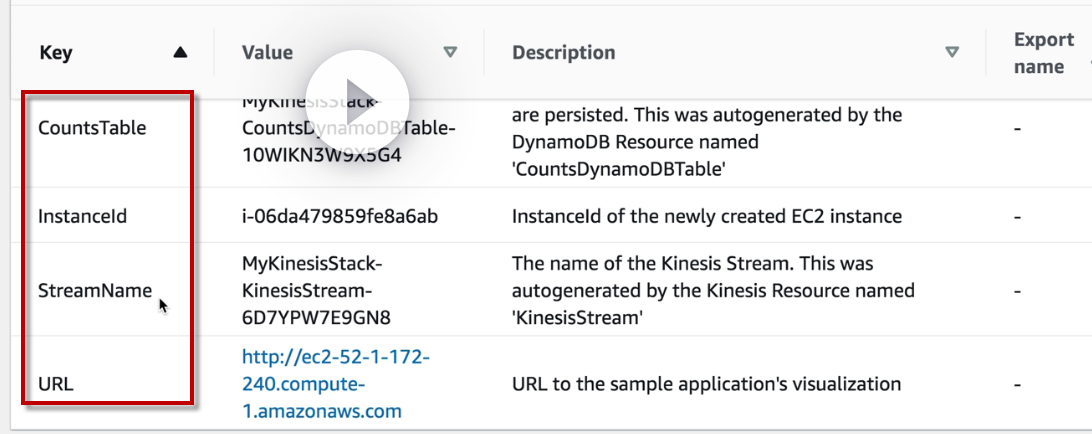 Key
Value
Description
Export
name
CountsTable
MyKinesisStack-
CountsDynamoDBTable-
10WIKN3W9X5G4
are persisted. This was autogenerated by the
DynamoDB Resource named
'CountsDynamoDBTable'
-
InstanceId
i-06da479859fe8a6ab
InstanceId of the newly created EC2 instance
-
StreamName
MyKinesisStack-
KinesisStream-
6D7YPW7E9GN8
The name of the Kinesis Stream. This was
autogenerated by the Kinesis Resource named
'KinesisStream'
-
URL
http://ec2-52-1-172-
240.compute-
1.amazonaws.com
URL to the sample application's visualization
-